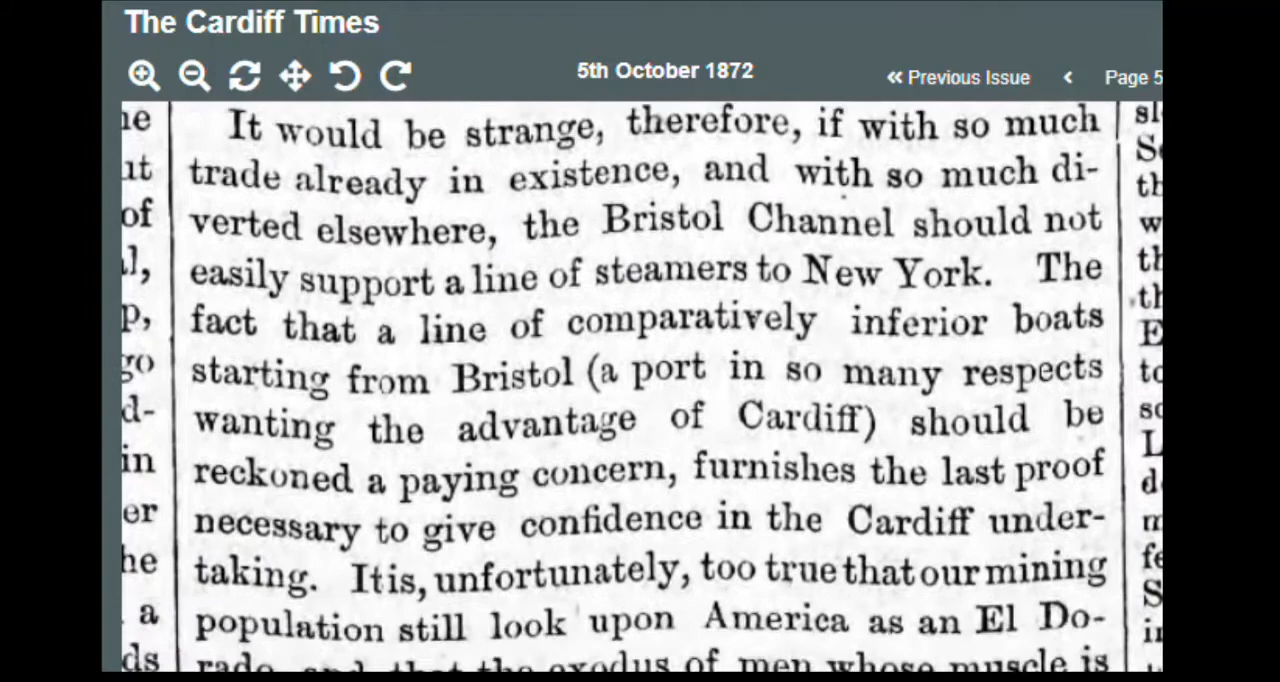 The Cardiff Times
5th October 1872
« Previous Issue
‹
Page 5
It would be strange, therefore, if with so much
trade already in existence, and with so much di-
verted elsewhere, the Bristol Channel should not
easily support a line of steamers to New York. The
fact that a line of comparatively inferior boats
starting from Bristol (a port in so many respects
wanting the advantage of Cardiff) should be
reckoned a paying concern, furnishes the last proof
necessary to give confidence in the Cardiff under-
taking. It is, unfortunately, too true that our mining
population still look upon America as an El Do-
rado, and that the exodus of men whose muscle is